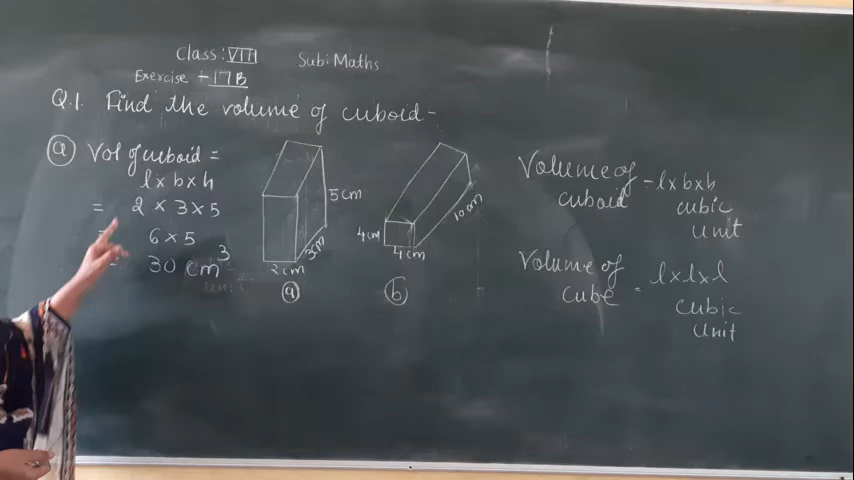 Class: VII Sub: Maths
Exercise - 17B
Q.1. Find the volume of cuboid -
(a) Vol of cuboid =
l x b x h
= 2 x 3 x 5
= 6 x 5
= 30 cm³
5cm
3cm
2cm
(a)
10cm
4cm
4cm
(b)
Volume of cuboid = l x b x h
cubic
unit
Volume of cube = l x l x l
cubic
unit